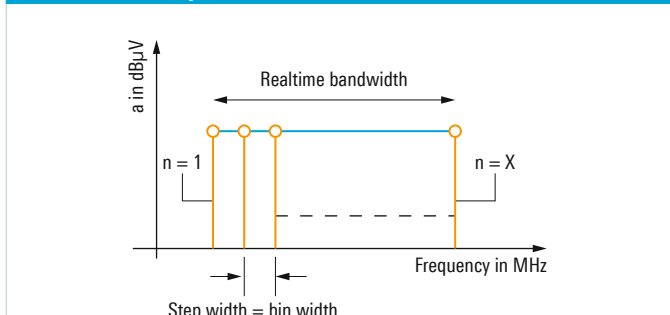 a in dBµV
Realtime bandwidth
n = 1
n = X
Frequency in MHz
Step width = bin width